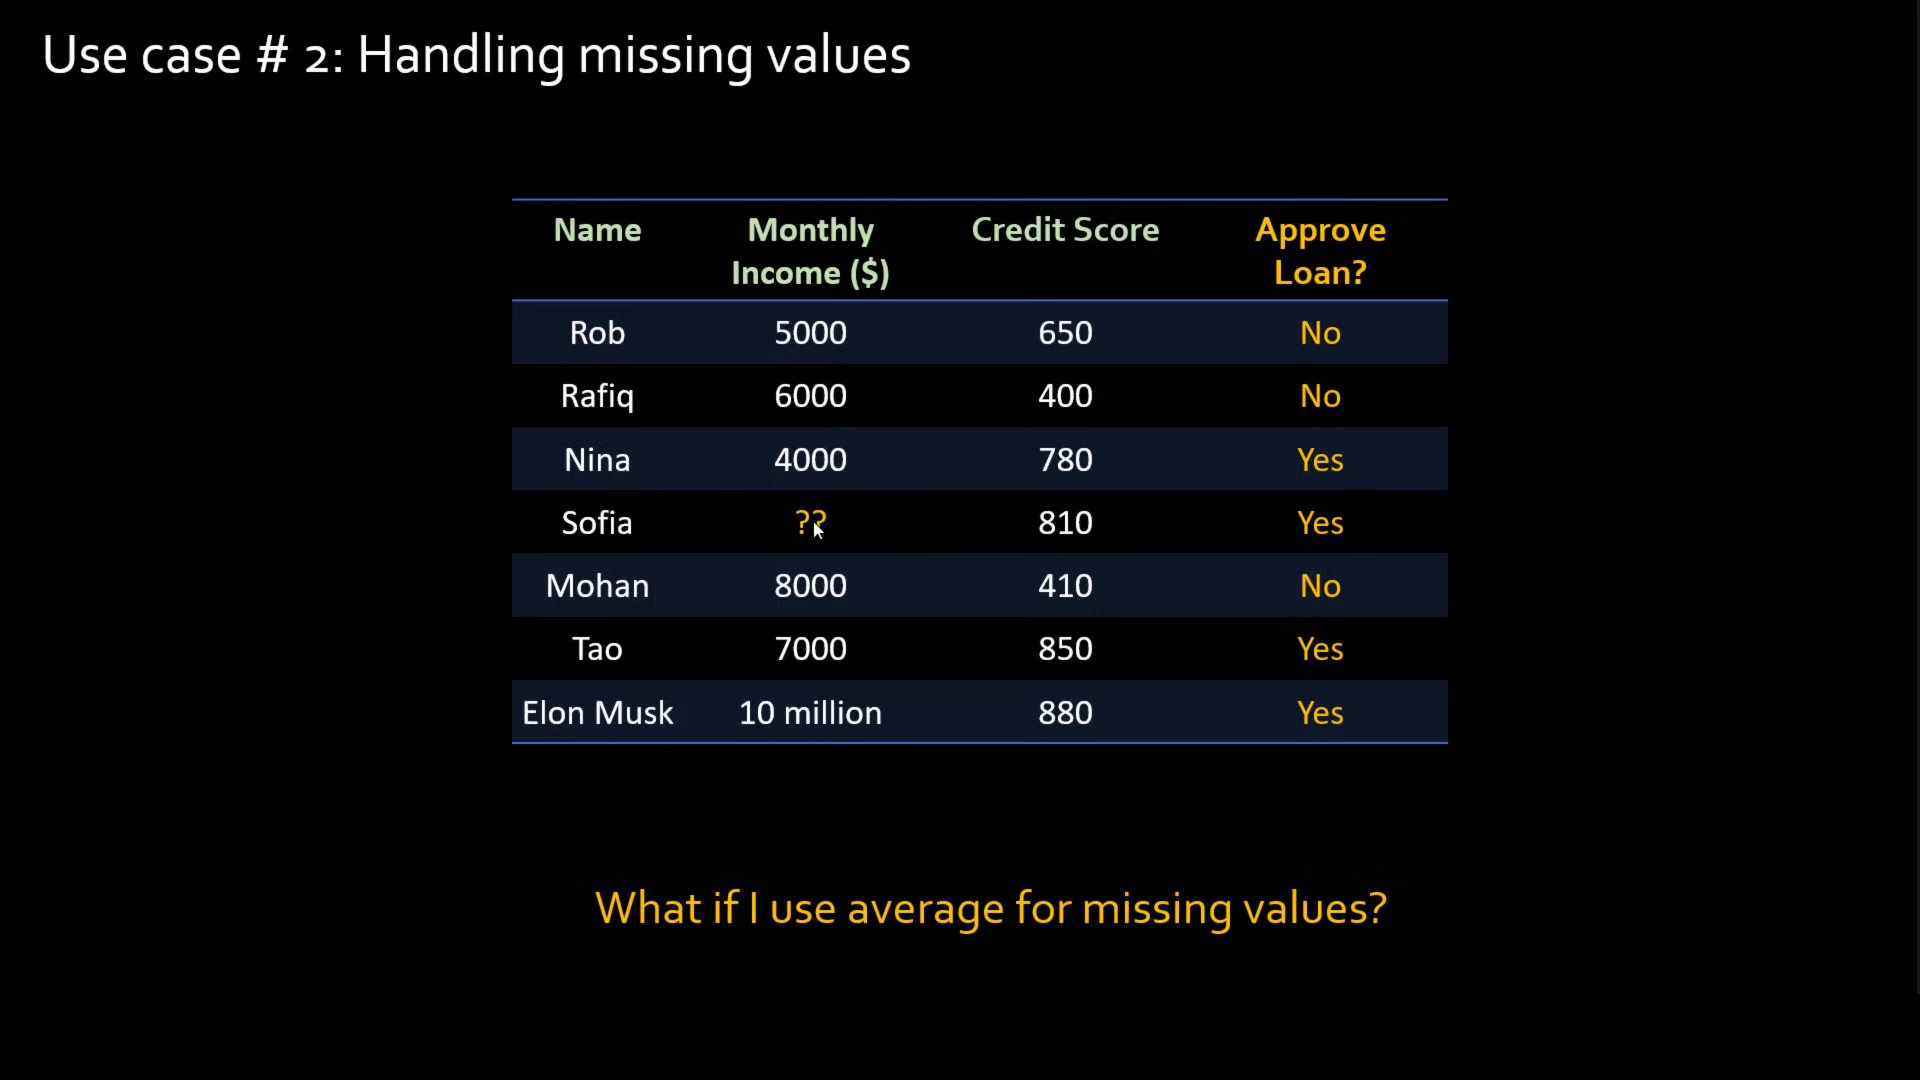 Use case # 2: Handling missing values
Name Monthly Income ($) Credit Score Approve Loan?
Rob 5000 650 No
Rafiq 6000 400 No
Nina 4000 780 Yes
Sofia ?? 810 Yes
Mohan 8000 410 No
Tao 7000 850 Yes
Elon Musk 10 million 880 Yes
What if I use average for missing values?